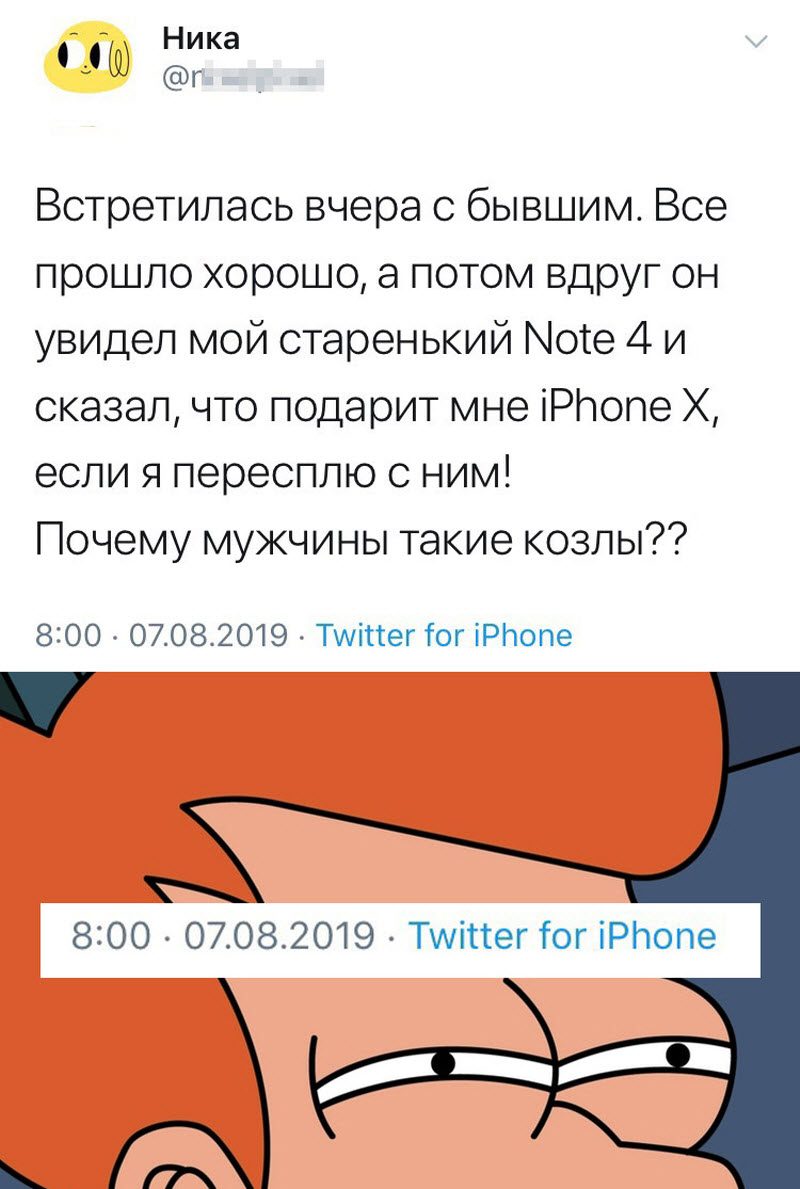 Ника
Встретилась вчера с бывшим. Все
прошло хорошо, а потом вдруг он
увидел мой старенький Note 4 и
сказал, что подарит мне iPhone X,
если я пересплю с ним!
Почему мужчины такие козлы??
8:00 · 07.08.2019 · Twitter for iPhone
8:00 · 07.08.2019 · Twitter for iPhone